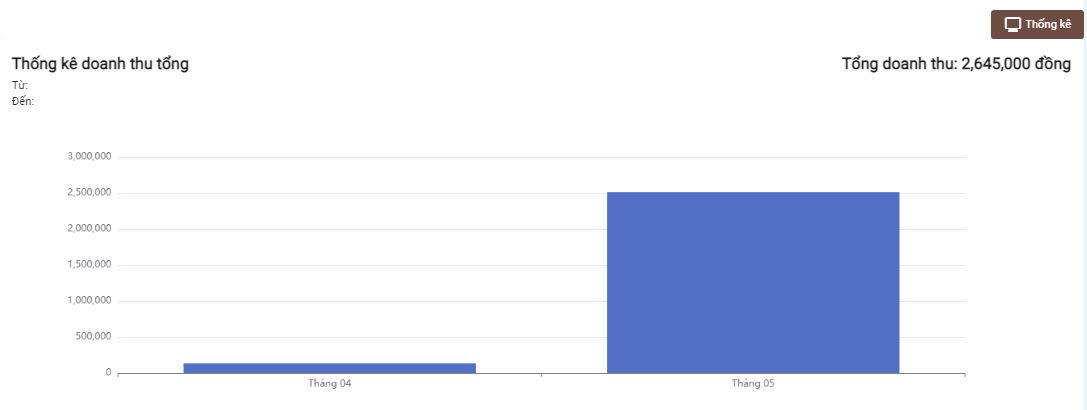 Thống kê
Thống kê doanh thu tổng
Tổng doanh thu: 2,645,000 đồng
Từ:
Đến:
3,000,000
2,500,000
2,000,000
1,500,000
1,000,000
500,000
0
Tháng 04
Tháng 05